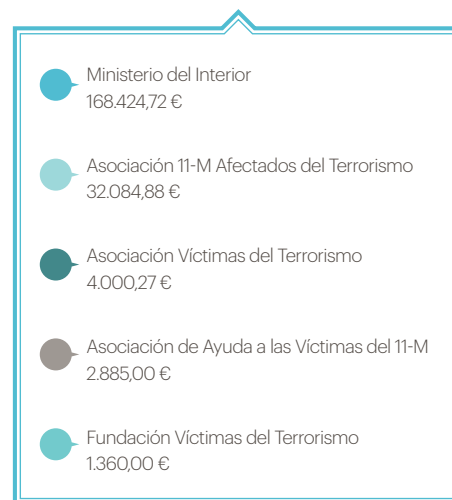 Ministerio del Interior
168.424,72 €
Asociación 11-M Afectados del Terrorismo
32.084,88 €
Asociación Víctimas del Terrorismo
4.000,27 €
Asociación de Ayuda a las Víctimas del 11-M
2.885,00 €
Fundación Víctimas del Terrorismo
1.360,00 €